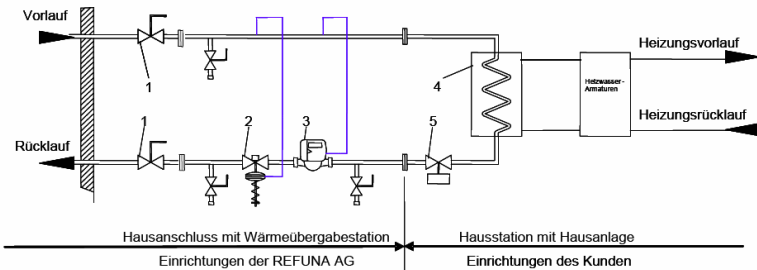 Vorlauf
1
4
Heizwasser-
Armaturen
Heizungsvorlauf
Heizungsrücklauf
Rücklauf
1
2
3
5
Hausanschluss mit Wärmeübergabestation
Hausstation mit Hausanlage
Einrichtungen der REFUNA AG
Einrichtungen des Kunden